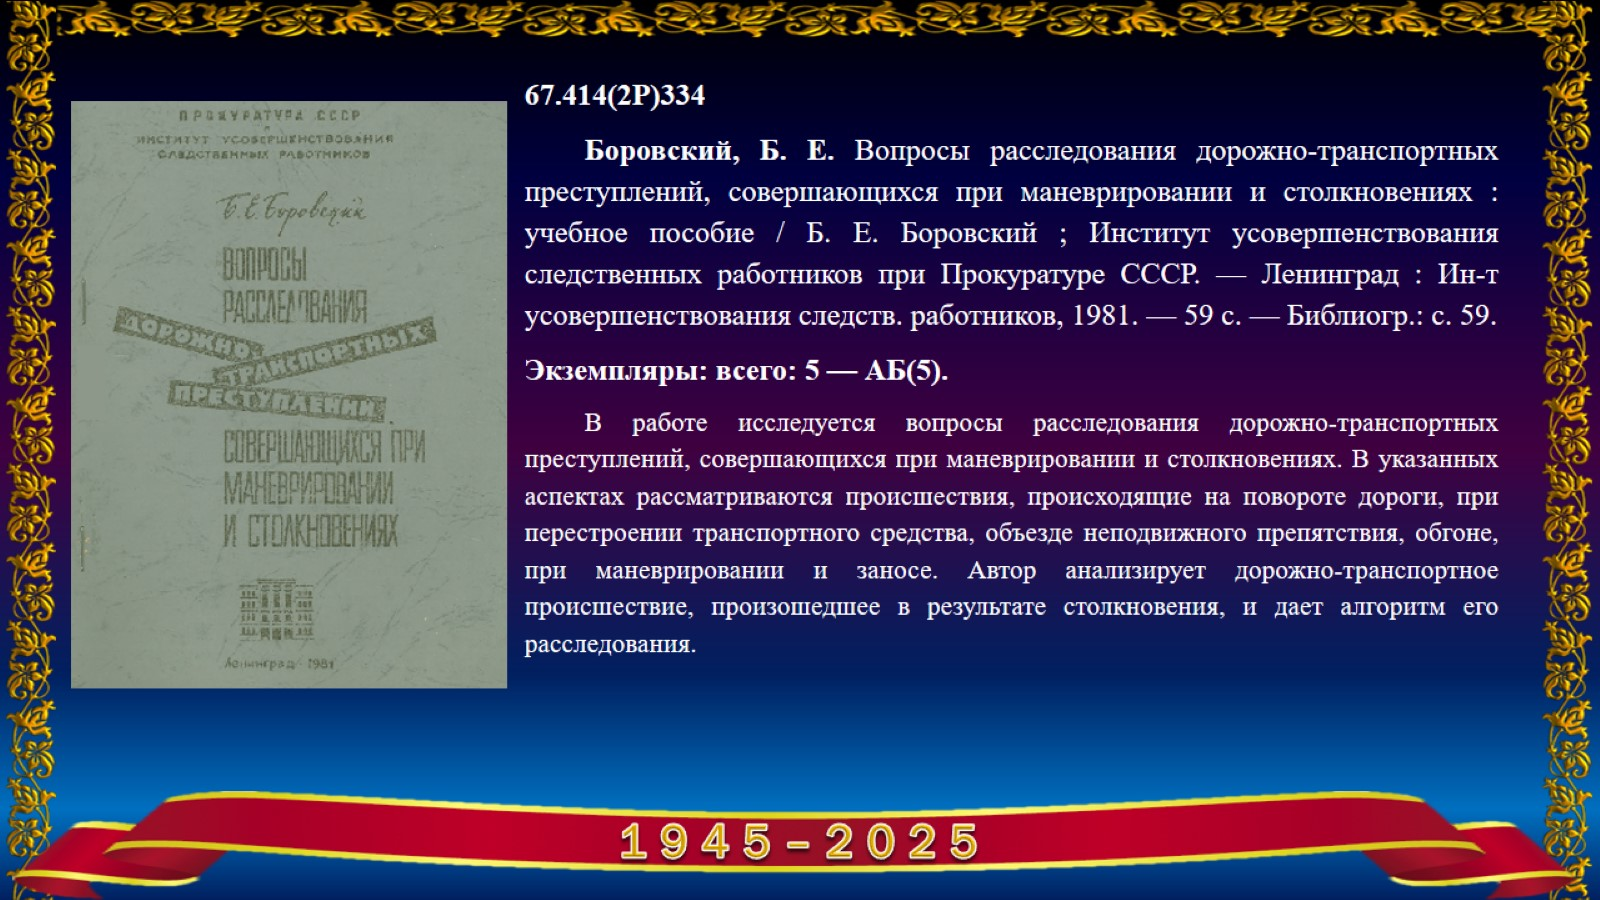 ПРОКУРАТУРА СССР
ИНСТИТУТ УСОВЕРШЕНСТВОВАНИЯ
СЛЕДСТВЕННЫХ РАБОТНИКОВ
Б.Е.Боровский
ВОПРОСЫ
РАССЛЕДОВАНИЯ
ДОРОЖНО-
ТРАНСПОРТНЫХ
ПРЕСТУПЛЕНИЙ,
СОВЕРШАЮЩИХСЯ ПРИ
МАНЕВРИРОВАНИИ
И СТОЛКНОВЕНИЯХ
Ленинград 1981
67.414(2Р)334
Боровский, Б. Е. Вопросы расследования дорожно-транспортных
преступлений, совершающихся при маневрировании и столкновениях :
учебное пособие / Б. Е. Боровский ; Институт усовершенствования
следственных работников при Прокуратуре СССР. — Ленинград : Ин-т
усовершенствования следств. работников, 1981. — 59 с. — Библиогр.: с. 59.
Экземпляры: всего: 5 — АБ(5).
В работе исследуется вопросы расследования дорожно-транспортных
преступлений, совершающихся при маневрировании и столкновениях. В указанных
аспектах рассматриваются происшествия, происходящие на повороте дороги, при
перестроении транспортного средства, объезде неподвижного препятствия, обгоне,
при маневрировании и заносе. Автор анализирует дорожно-транспортное
происшествие, произошедшее в результате столкновения, и дает алгоритм его
расследования.
1945–2025